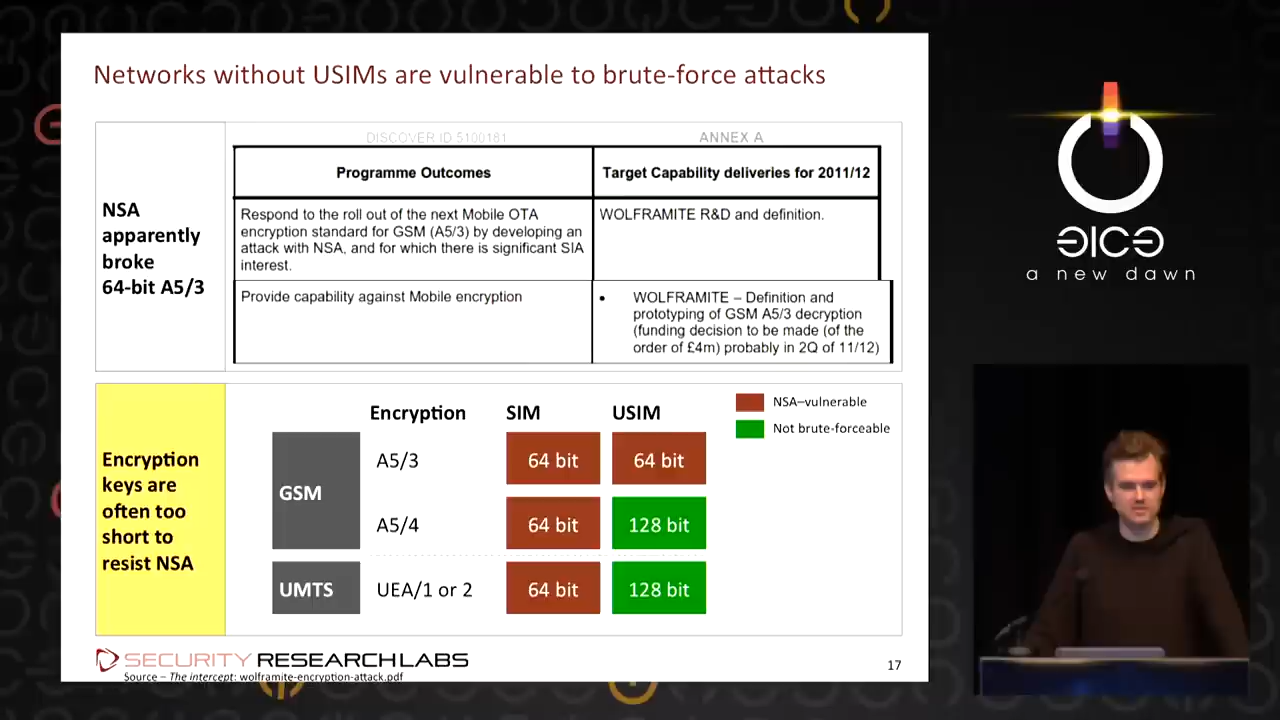 Networks without USIMs are vulnerable to brute-force attacks
DISCOVER ID 5100181
ANNEX A
NSA
apparently
broke
64-bit A5/3
Programme Outcomes
Target Capability deliveries for 2011/12
Respond to the roll out of the next Mobile OTA
encryption standard for GSM (A5/3) by developing an
attack with NSA, and for which there is significant SIA
interest.
WOLFRAMITE R&D and definition.
Provide capability against Mobile encryption
• WOLFRAMITE – Definition and
prototyping of GSM A5/3 decryption
(funding decision to be made (of the
order of £4m) probably in 2Q of 11/12)
Encryption
keys are
often too
short to
resist NSA
Encryption SIM USIM
GSM
A5/3 64 bit 64 bit
A5/4 64 bit 128 bit
UMTS UEA/1 or 2 64 bit 128 bit
NSA–vulnerable
Not brute-forceable
SECURITY RESEARCH LABS
Source – The intercept: wolframite-encryption-attack.pdf
17
a new dawn